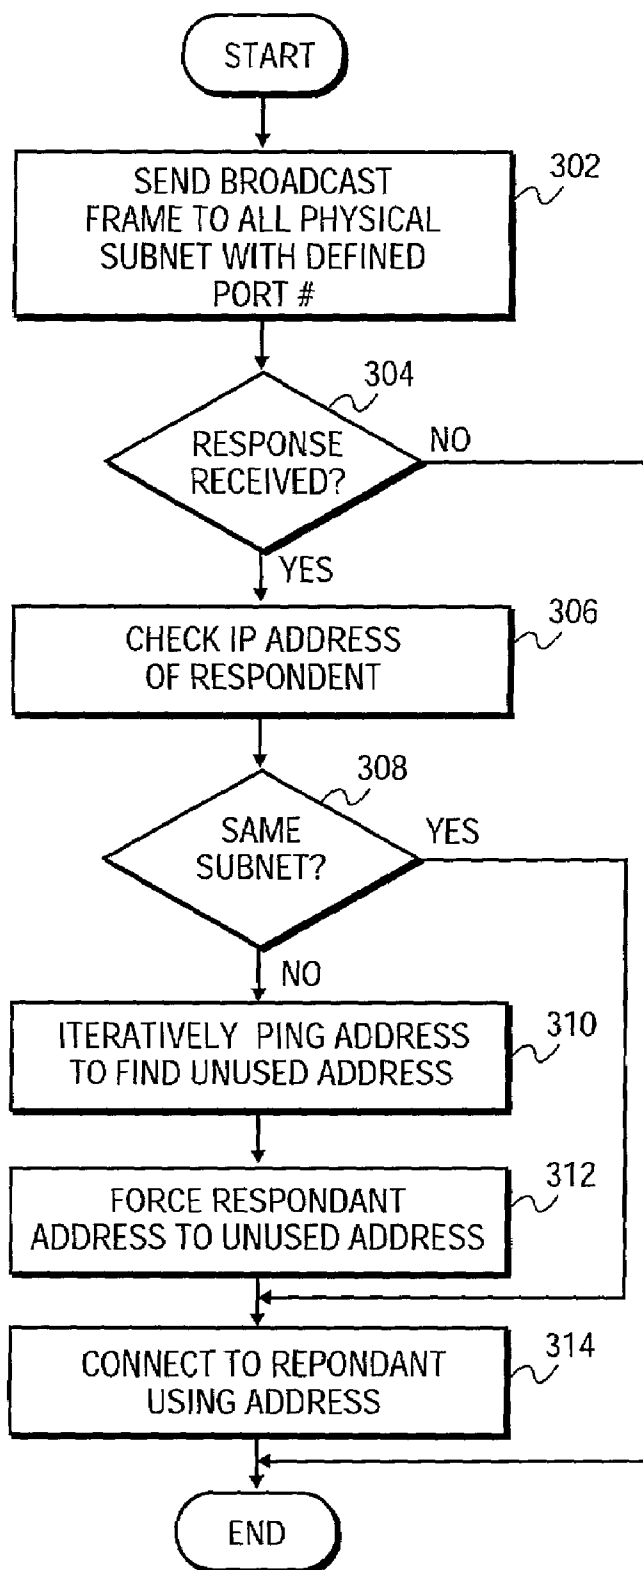 START
SEND BROADCAST
FRAME TO ALL PHYSICAL
SUBNET WITH DEFINED
PORT #
302
304
RESPONSE
RECEIVED?
NO
YES
CHECK IP ADDRESS
OF RESPONDENT
306
308
SAME
SUBNET?
YES
NO
ITERATIVELY PING ADDRESS
TO FIND UNUSED ADDRESS
310
FORCE RESPONDANT
ADDRESS TO UNUSED ADDRESS
312
CONNECT TO REPONDANT
USING ADDRESS
314
END